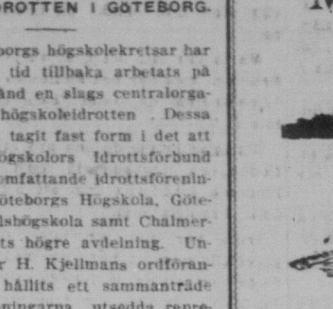 DROTTEN I GÖTEBORG.
borgs högskolekretsar har
tid tillbaka arbetats på
ånd en slags centralorga-
högskoleidrotten. Dessa
tagit fast form i det att
ögskolors Idrottsförbund
omfattande idrottsförenin-
öteborgs Högskola, Göte-
lshögskola samt Chalmer-
ts högre avdelning. Un-
r H. Kjellmans ordföran-
hållits ett sammanträde
ningarna utsedda repre-